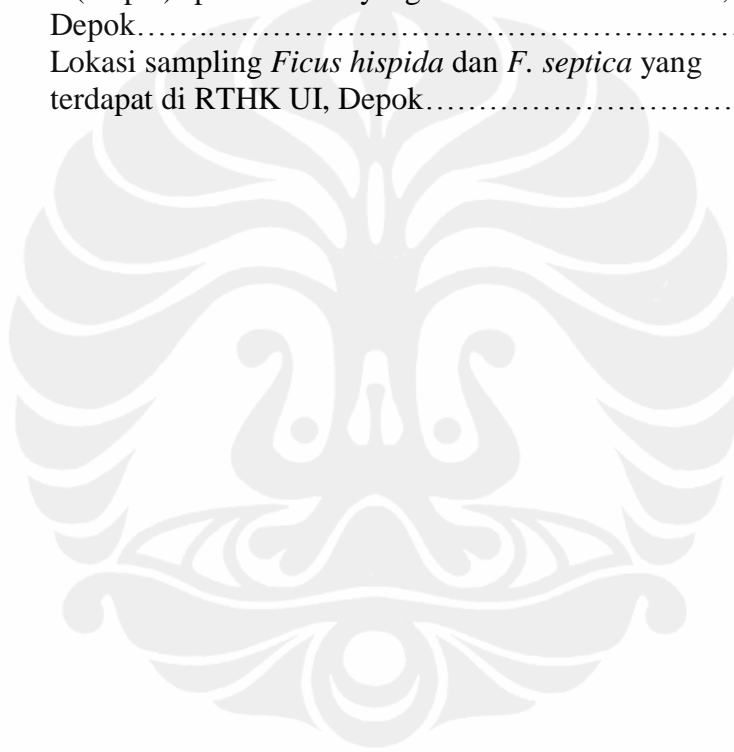 Depok……..……………………………………………
Lokasi sampling Ficus hispida dan F. septica yang
terdapat di RTHK UI, Depok…………………………